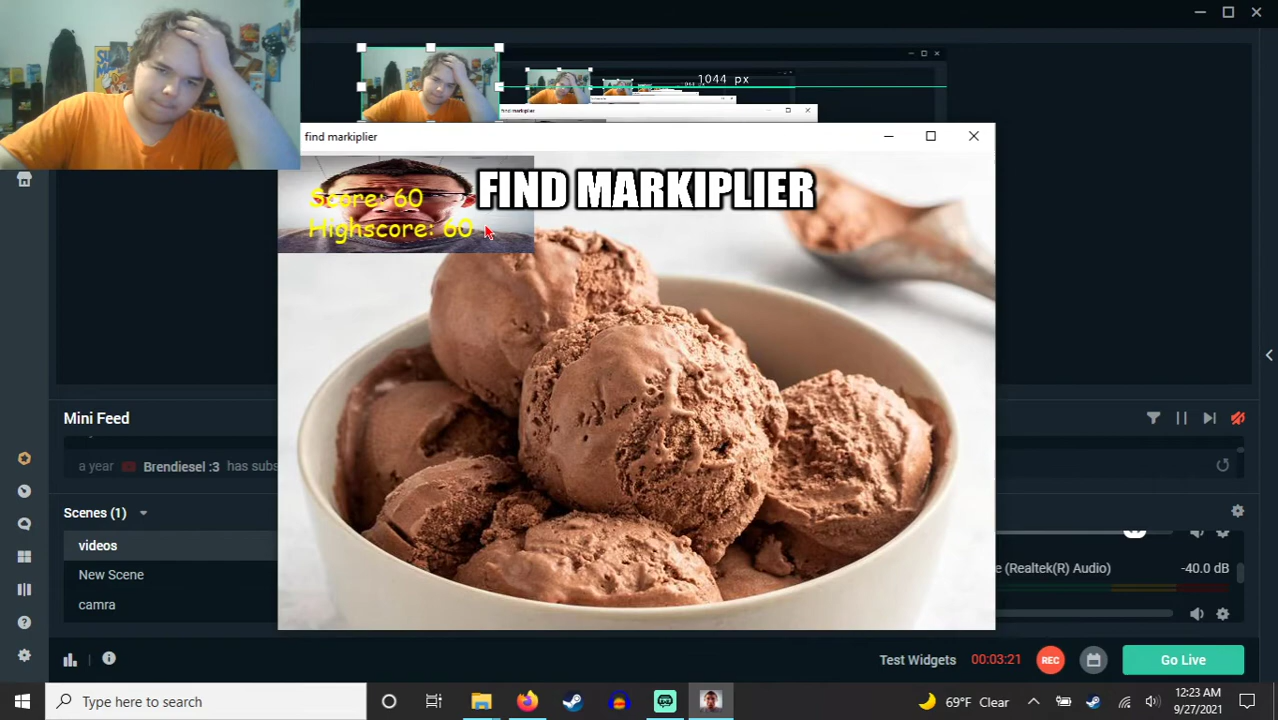 1044 px
find markiplier
find markiplier
Score: 60
Highscore: 60
FIND MARKIPLIER
Mini Feed
a year Brendiesel :3 has subs
Scenes (1)
videos
New Scene
camra
e (Realtek(R) Audio) -40.0 dB
Test Widgets 00:03:21 REC Go Live
Type here to search
69°F Clear
12:23 AM
9/27/2021